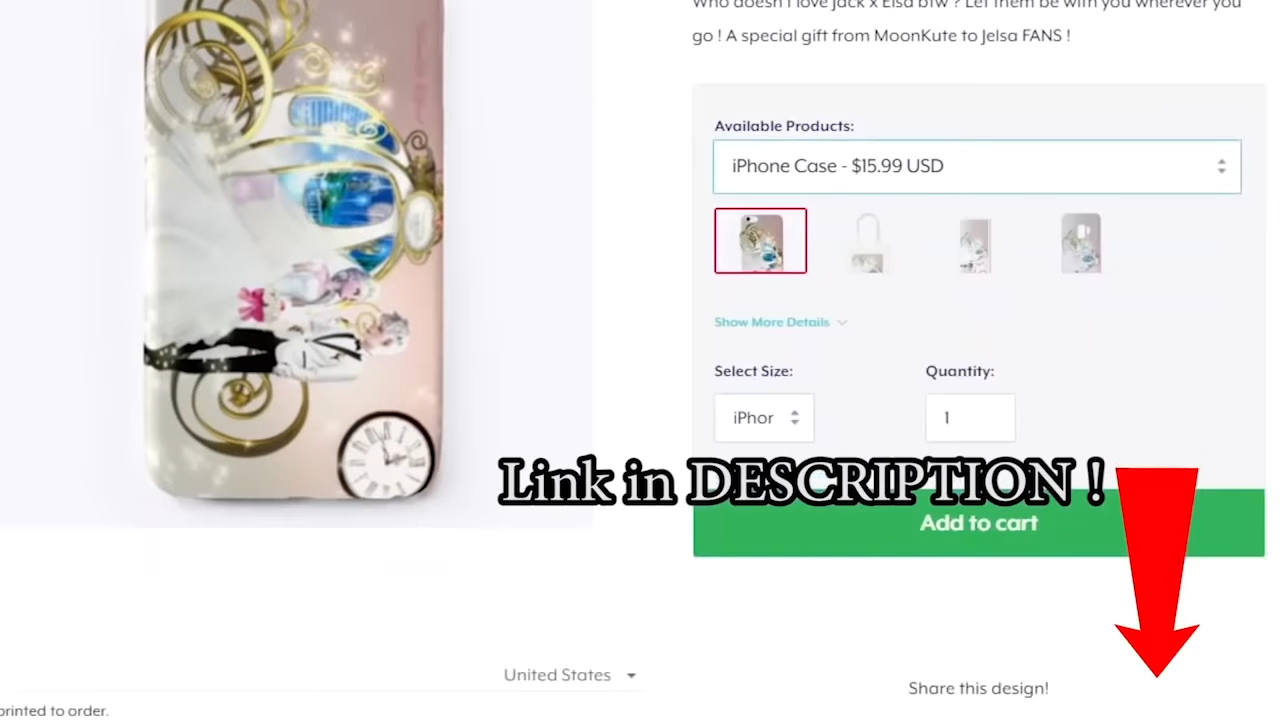 Who doesn't love Jack x Elsa btw ? Let them be with you wherever you
go ! A special gift from MoonKute to Jelsa FANS !
Available Products:
iPhone Case - $15.99 USD
Show More Details
Select Size:
Quantity:
iPhor
1
Link in DESCRIPTION !
Add to cart
United States
Share this design!
printed to order.